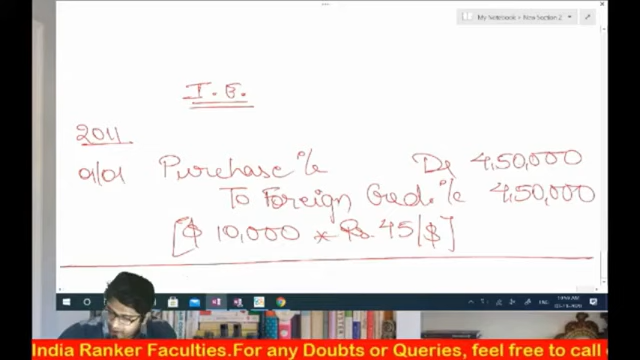 My Notebook • New Section 2
J. E.
2011
01/01 Purchase a/c Dr 4,50,000
To Foreign Cred. a/c 4,50,000
[$ 10,000 * Rs. 45/$]
ENG
India Ranker Faculties.For any Doubts or Queries, feel free to call